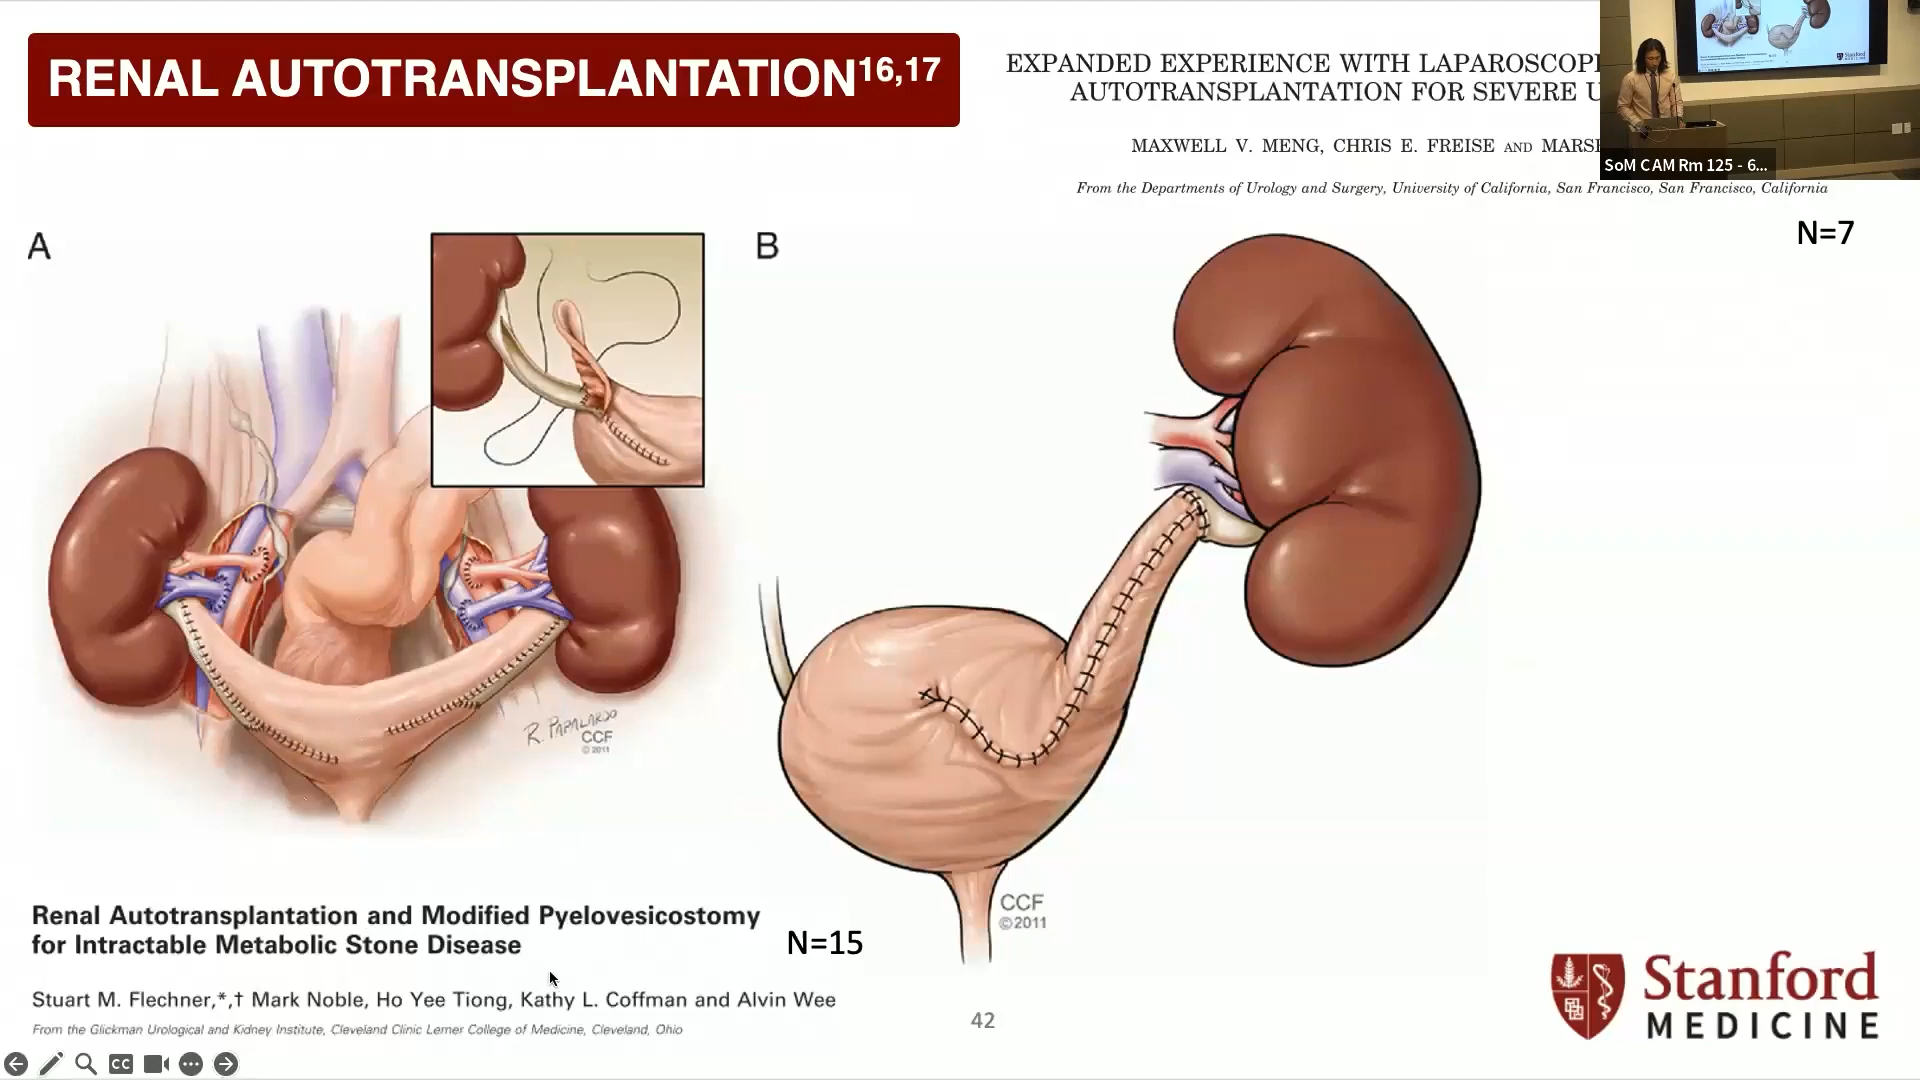 RENAL AUTOTRANSPLANTATION16,17
EXPANDED EXPERIENCE WITH LAPAROSCOPI
AUTOTRANSPLANTATION FOR SEVERE U
MAXWELL V. MENG, CHRIS E. FREISE AND MARS
From the Departments of Urology and Surgery, University of California, San Francisco, San Francisco, California
SoM CAM Rm 125 - 6...
N=7
A
B
R. PAPALARDO
CCF
©2011
CCF
©2011
Renal Autotransplantation and Modified Pyelovesicostomy
for Intractable Metabolic Stone Disease
N=15
Stuart M. Flechner,*,† Mark Noble, Ho Yee Tiong, Kathy L. Coffman and Alvin Wee
From the Glickman Urological and Kidney Institute, Cleveland Clinic Lerner College of Medicine, Cleveland, Ohio
42
Stanford
MEDICINE
CC